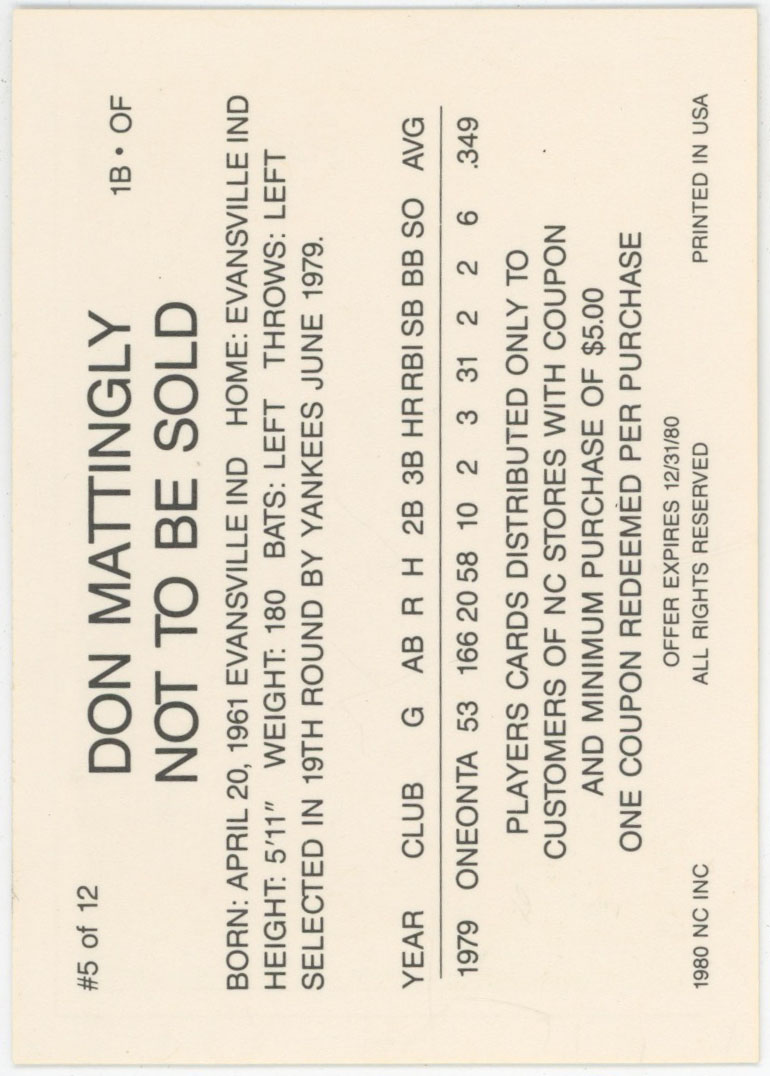 #5 of 12
1B • OF
DON MATTINGLY
NOT TO BE SOLD
BORN: APRIL 20, 1961 EVANSVILLE IND HOME: EVANSVILLE IND
HEIGHT: 5'11" WEIGHT: 180 BATS: LEFT THROWS: LEFT
SELECTED IN 19TH ROUND BY YANKEES JUNE 1979.
YEAR CLUB G AB R H 2B 3B HR RBI SB BB SO AVG
1979 ONEONTA 53 166 20 58 10 2 3 31 2 2 6 .349
PLAYERS CARDS DISTRIBUTED ONLY TO
CUSTOMERS OF NC STORES WITH COUPON
AND MINIMUM PURCHASE OF $5.00
ONE COUPON REDEEMED PER PURCHASE
OFFER EXPIRES 12/31/80
1980 NC INC ALL RIGHTS RESERVED PRINTED IN USA